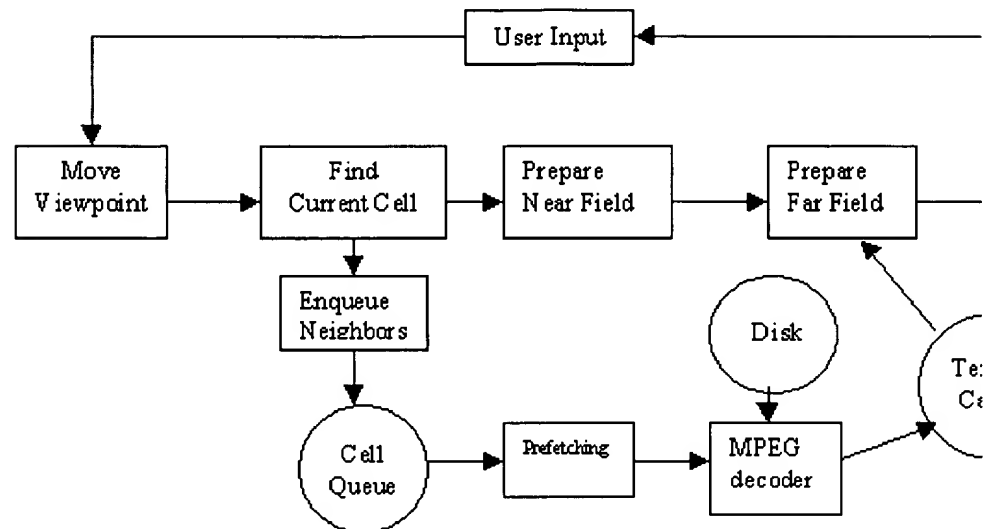 User Input
Move
Viewpoint
Find
Current Cell
Prepare
Near Field
Prepare
Far Field
Enqueue
Neighbors
Disk
Cell
Queue
Prefetching
MPEG
decoder